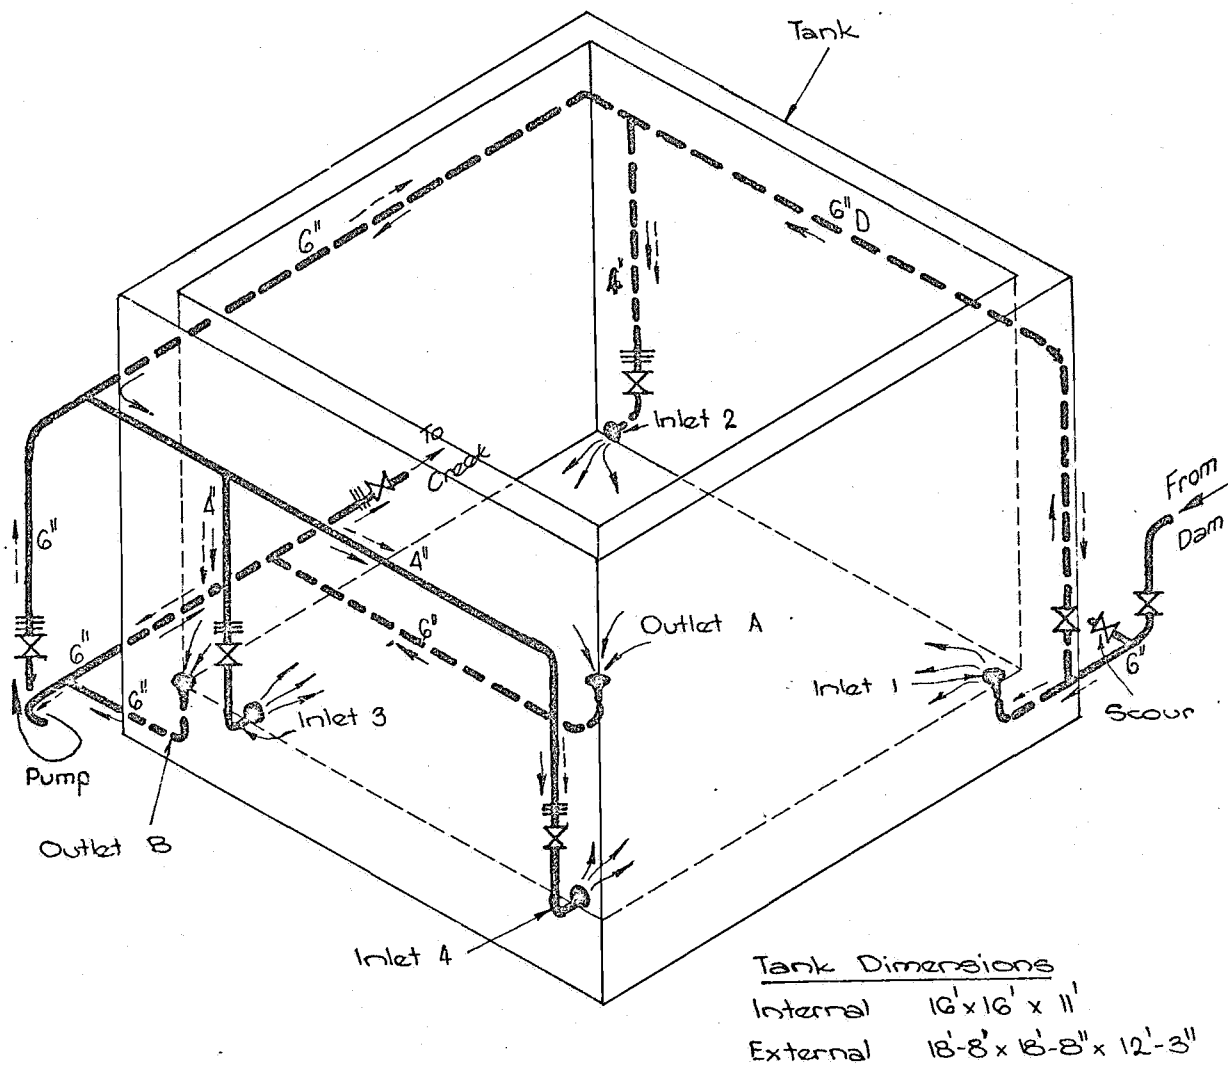 Tank
6"
6"D
4"
Inlet 2
To
Creek
From
Dam
4"
6"
4"
6"
Outlet A
6"
6"
Inlet 1
6"
Scour
Inlet 3
Pump
Outlet B
Inlet 4
Tank Dimensions
Internal 16' x 16' x 11'
External 18'-8' x 18'-8" x 12'-3"